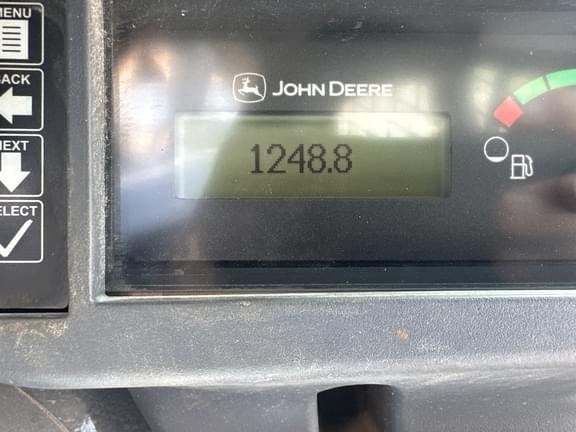 MENU
BACK
NEXT
SELECT
JOHN DEERE
1248.8